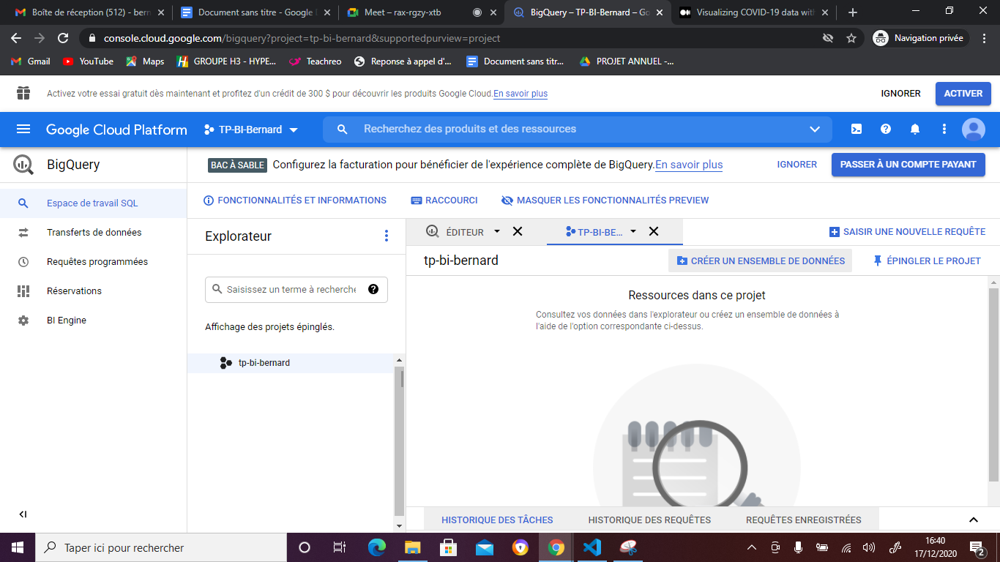 Boîte de réception (512) - bern
Document sans titre - Google
Meet – rax-rgzy-xtb
BigQuery – TP-BI-Bernard – Go
Visualizing COVID-19 data with
console.cloud.google.com/bigquery?project=tp-bi-bernard&supportedpurview=project
Navigation privée
Gmail
YouTube
Maps
GROUPE H3 - HYPE...
Teachreo
Reponse à appel d'...
Document sans titr...
PROJET ANNUEL -...
Activez votre essai gratuit dès maintenant et profitez d'un crédit de 300 $ pour découvrir les produits Google Cloud.En savoir plus
IGNORER
ACTIVER
Google Cloud Platform
TP-BI-Bernard
Recherchez des produits et des ressources
BigQuery
BAC À SABLE
Configurez la facturation pour bénéficier de l'expérience complète de BigQuery.En savoir plus
IGNORER
PASSER À UN COMPTE PAYANT
Espace de travail SQL
Transferts de données
Requêtes programmées
Réservations
BI Engine
FONCTIONNALITÉS ET INFORMATIONS
RACCOURCI
MASQUER LES FONCTIONNALITÉS PREVIEW
Explorateur
Saisissez un terme à recherche
Affichage des projets épinglés.
tp-bi-bernard
ÉDITEUR
TP-BI-BE...
SAISIR UNE NOUVELLE REQUÊTE
tp-bi-bernard
CRÉER UN ENSEMBLE DE DONNÉES
ÉPINGLER LE PROJET
Ressources dans ce projet
Consultez vos données dans l'explorateur ou créez un ensemble de données à
l'aide de l'option correspondante ci-dessus.
HISTORIQUE DES TÂCHES
HISTORIQUE DES REQUÊTES
REQUÊTES ENREGISTRÉES
Taper ici pour rechercher
16:40
17/12/2020
2